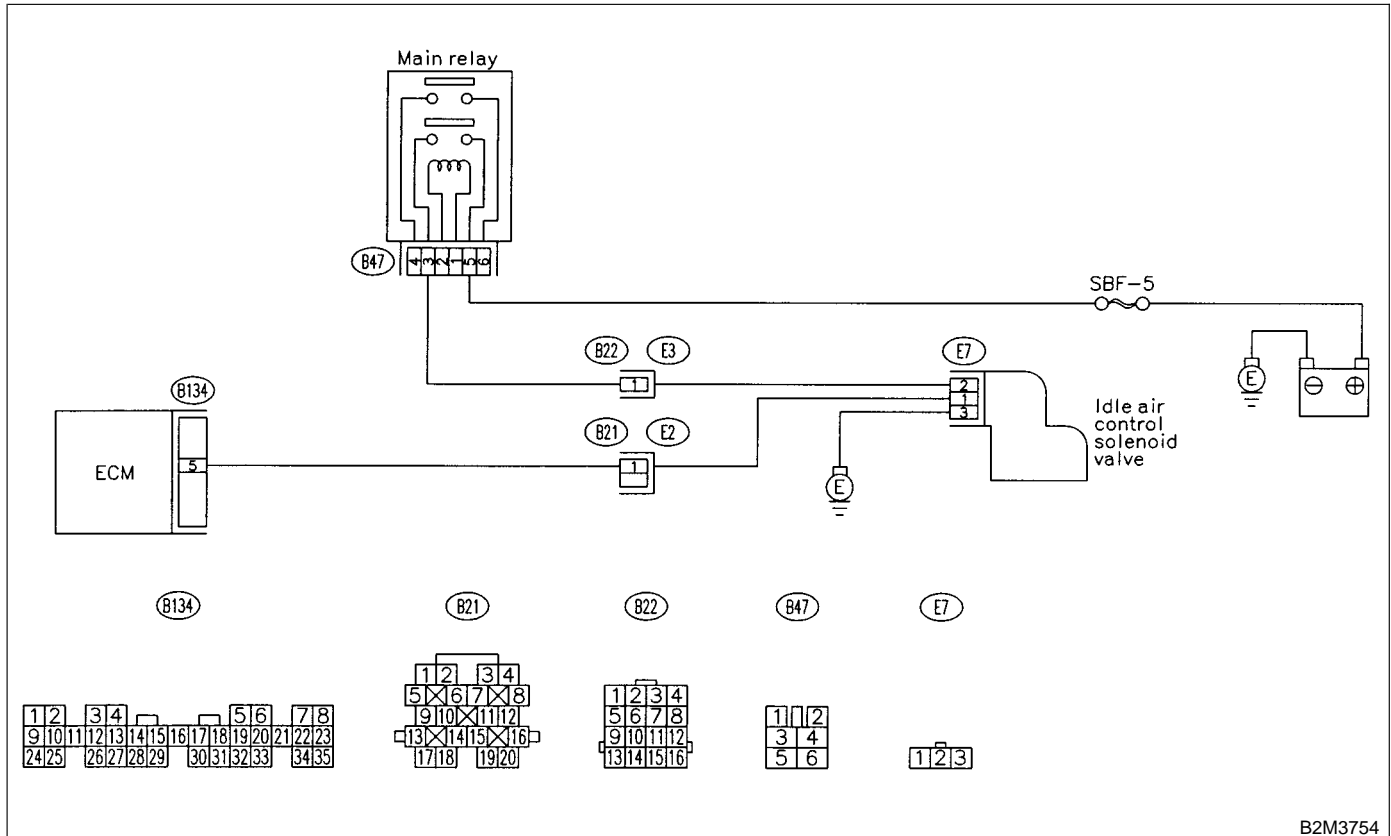 Main relay
B47
4 3 2 1 5 6
SBF-5
B22 E3
1
E7
2
1
3
E
⊖ ⊕
Idle air
control
solenoid
valve
B134
ECM
5
B21 E2
1
E
B134
1 2 3 4 5 6 7 8
9 10 11 12 13 14 15 16 17 18 19 20 21 22 23
24 25 26 27 28 29 30 31 32 33 34 35
B21
1 2 3 4
5 6 7 8
9 10 11 12
13 14 15 16
17 18 19 20
B22
1 2 3 4
5 6 7 8
9 10 11 12
13 14 15 16
B47
1 2
3 4
5 6
E7
1 2 3
B2M3754